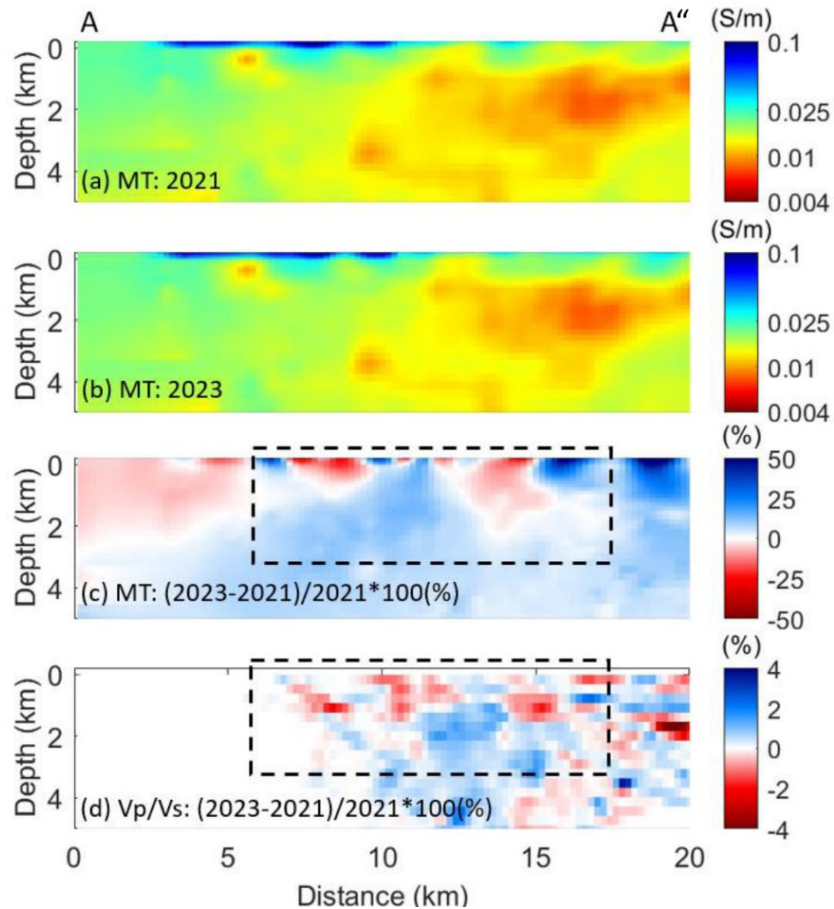 A A“
(S/m)
0 0.1
Depth (km)
2 0.025
0.01
4
(a) MT: 2021
0.004
(S/m)
0 0.1
Depth (km)
2 0.025
0.01
4
(b) MT: 2023
0.004
(%)
0 50
25
Depth (km)
2 0
-25
4
(c) MT: (2023-2021)/2021*100(%)
-50
(%)
0 4
2
Depth (km)
2 0
-2
4
(d) Vp/Vs: (2023-2021)/2021*100(%)
-4
0 5 10 15 20
Distance (km)